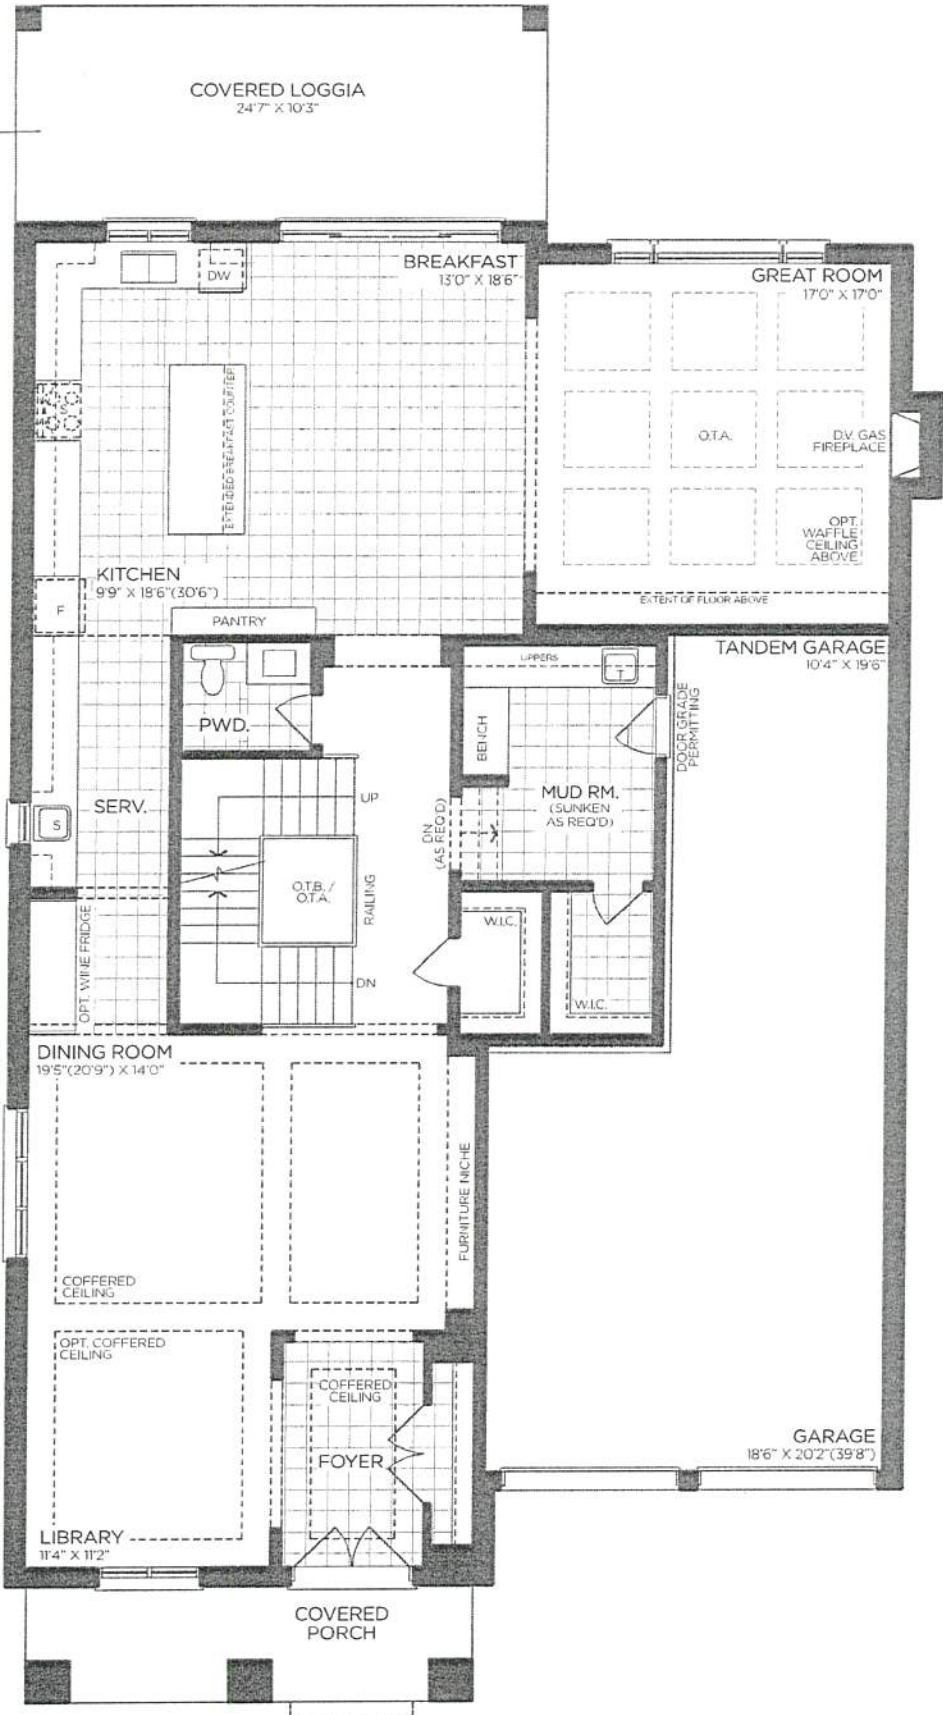 COVERED LOGGIA
24'7" X 10'3"
DW
BREAKFAST
13'0" X 18'6"
GREAT ROOM
17'0" X 17'0"
S
EXTENDED BREAKFAST COUNTER
O.T.A.
D.V. GAS
FIREPLACE
OPT.
WAFFLE
CEILING
ABOVE
KITCHEN
9'9" X 18'6"(30'6")
F
EXTENT OF FLOOR ABOVE
PANTRY
UPPERS
T
TANDEM GARAGE
10'4" X 19'6"
PWD.
BENCH
DOOR GRADE
PERMITTING
UP
MUD RM.
(SUNKEN
AS REQ'D)
SERV.
S
DN
(AS REQ'D)
O.T.B. /
O.T.A.
RAILING
W.I.C.
OPT. WINE FRIDGE
DN
W.I.C.
DINING ROOM
19'5"(20'9") X 14'0"
FURNITURE NICHE
COFFERED
CEILING
OPT. COFFERED
CEILING
COFFERED
CEILING
FOYER
GARAGE
18'6" X 20'2"(39'8")
LIBRARY
11'4" X 11'2"
COVERED
PORCH